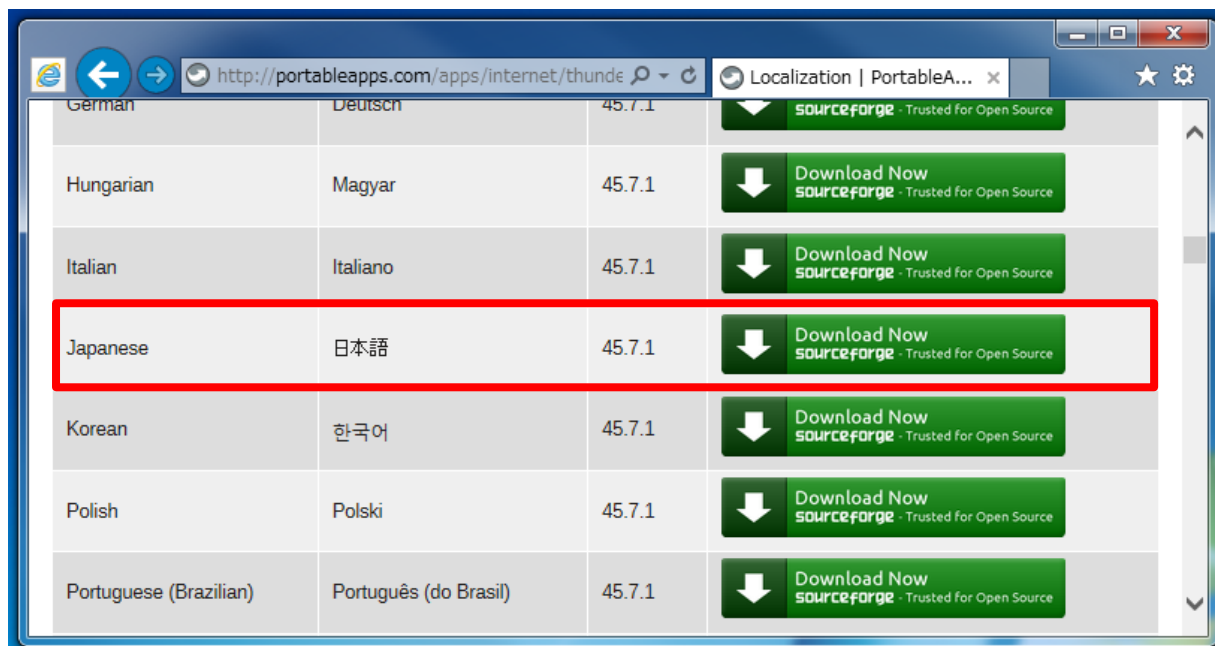 http://portableapps.com/apps/internet/thunde
Localization | PortableA...
German Deutsch 45.7.1 sourceforge - Trusted for Open Source
Download Now
Hungarian Magyar 45.7.1 sourceforge - Trusted for Open Source
Download Now
Italian Italiano 45.7.1 sourceforge - Trusted for Open Source
Download Now
Japanese 日本語 45.7.1 sourceforge - Trusted for Open Source
Download Now
Korean 한국어 45.7.1 sourceforge - Trusted for Open Source
Download Now
Polish Polski 45.7.1 sourceforge - Trusted for Open Source
Download Now
Portuguese (Brazilian) Português (do Brasil) 45.7.1 sourceforge - Trusted for Open Source